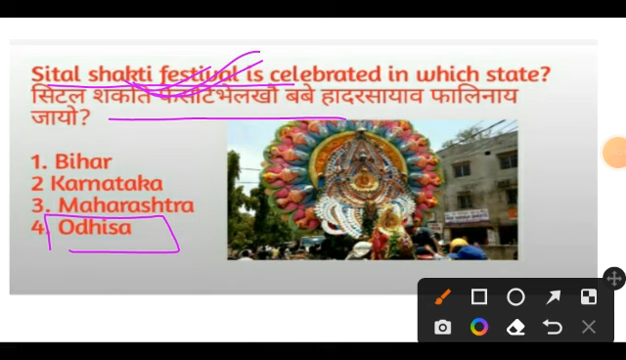 Sital shakti festival is celebrated in which state?
सिटल शकति फेसटिभेलखौ बबे हादरसायाव फालिनाय
जायो?
1. Bihar
2 Karnataka
3. Maharashtra
4. Odhisa